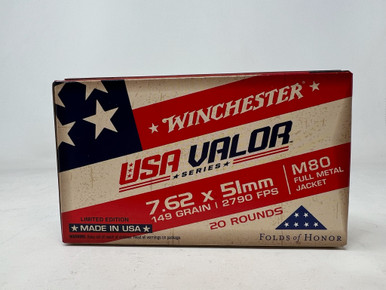 WINCHESTER
USA VALOR™
SERIES
7.62 x 51mm
149 GRAIN | 2790 FPS
M80
FULL METAL
JACKET
20 ROUNDS
LIMITED EDITION
★ MADE IN USA ★
FOLDS of HONOR